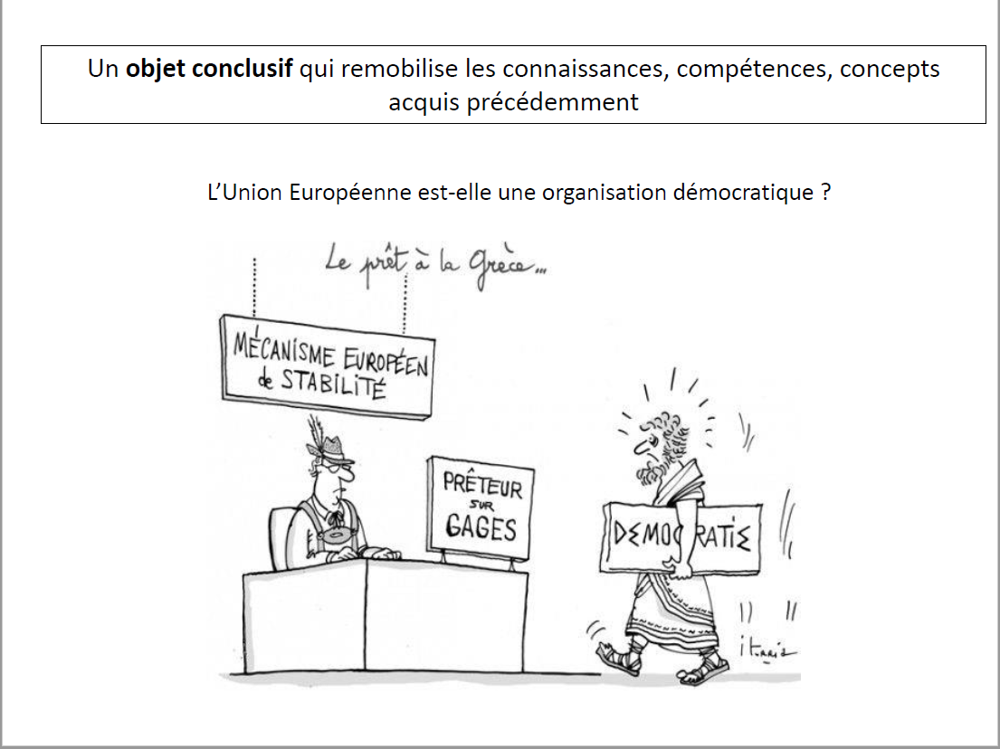 Un objet conclusif qui remobilise les connaissances, compétences, concepts
acquis précédemment
L'Union Européenne est-elle une organisation démocratique ?
Le prêt à la Grèce...
MÉCANISME EUROPÉEN
de STABILITÉ
PRÊTEUR
SUR
GAGES
DEMOCRATIE
iturria